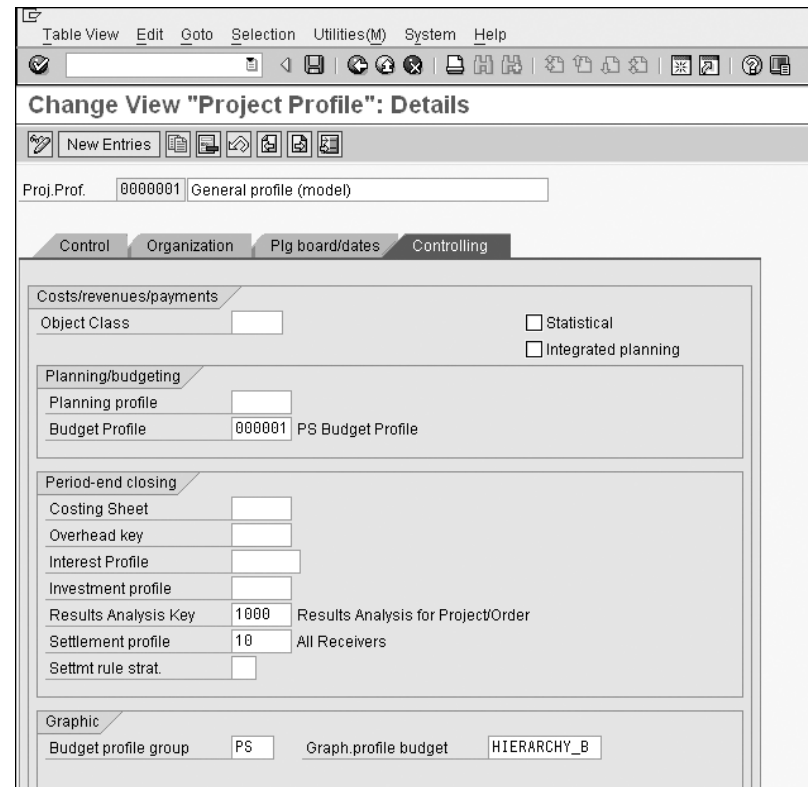 Table View Edit Goto Selection Utilities(M) System Help
Change View "Project Profile": Details
New Entries
Proj.Prof. 0000001 General profile (model)
Control Organization Plg board/dates Controlling
Costs/revenues/payments
Object Class Statistical
Integrated planning
Planning/budgeting
Planning profile
Budget Profile 000001 PS Budget Profile
Period-end closing
Costing Sheet
Overhead key
Interest Profile
Investment profile
Results Analysis Key 1000 Results Analysis for Project/Order
Settlement profile 10 All Receivers
Settmt rule strat.
Graphic
Budget profile group PS Graph.profile budget HIERARCHY_B